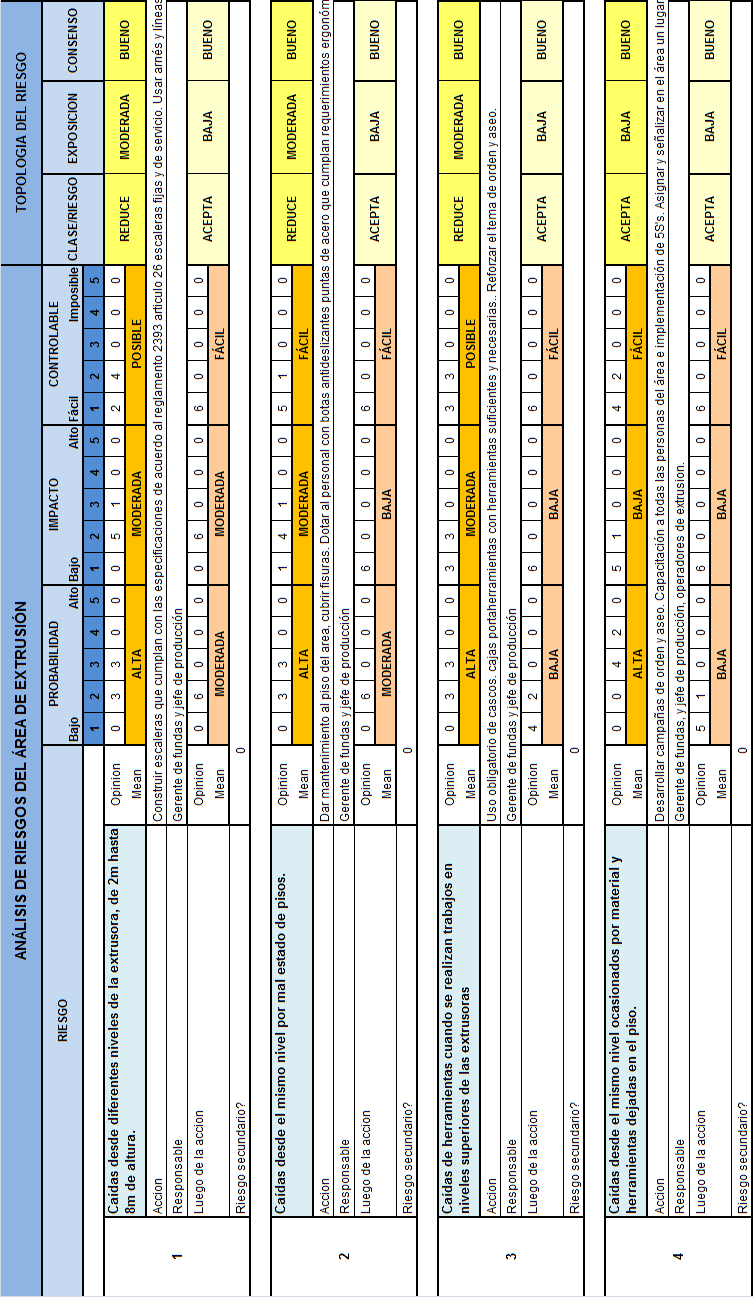 ANÁLISIS DE RIESGOS DEL ÁREA DE EXTRUSIÓN TOPOLOGIA DEL RIESGO
RIESGO PROBABILIDAD IMPACTO CONTROLABLE CLASE/RIESGO EXPOSICION CONSENSO
Bajo Alto Bajo Alto Fácil Imposible
1 2 3 4 5 1 2 3 4 5 1 2 3 4 5
1
Caídas desde diferentes niveles de la extrusora, de 2m hasta
8m de altura.
Opinion 0 3 3 0 0 0 5 1 0 0 2 4 0 0 0
Mean ALTA MODERADA POSIBLE REDUCE MODERADA BUENO
Accion Construir escaleras que cumplan con las especificaciones de acuerdo al reglamento 2393 articulo 26 escaleras fijas y de servicio. Usar arnés y líneas
Responsable Gerente de fundas y jefe de producción
Luego de la accion Opinion 0 6 0 0 0 0 6 0 0 0 6 0 0 0 0
Mean MODERADA MODERADA FÁCIL ACEPTA BAJA BUENO
Riesgo secundario? 0
2
Caídas desde el mismo nivel por mal estado de pisos.
Opinion 0 3 3 0 0 1 4 1 0 0 5 1 0 0 0
Mean ALTA MODERADA FÁCIL REDUCE MODERADA BUENO
Accion Dar mantenimiento al piso del area, cubrir fisuras. Dotar al personal con botas antideslizantes puntas de acero que cumplan requerimientos ergonóm
Responsable Gerente de fundas y jefe de producción
Luego de la accion Opinion 0 6 0 0 0 6 0 0 0 0 6 0 0 0 0
Mean MODERADA BAJA FÁCIL ACEPTA BAJA BUENO
Riesgo secundario? 0
3
Caídas de herramientas cuando se realizan trabajos en
niveles superiores de las extrusoras
Opinion 0 3 3 0 0 3 3 0 0 0 3 3 0 0 0
Mean ALTA MODERADA POSIBLE REDUCE MODERADA BUENO
Accion Uso obligatorio de cascos. cajas portaherramientas con herramientas suficientes y necesarias.. Reforzar el tema de orden y aseo.
Responsable Gerente de fundas y jefe de producción
Luego de la accion Opinion 4 2 0 0 0 6 0 0 0 0 6 0 0 0 0
Mean BAJA BAJA FÁCIL ACEPTA BAJA BUENO
Riesgo secundario? 0
4
Caídas desde el mismo nivel ocasionados por material y
herramientas dejadas en el piso.
Opinion 0 0 4 2 0 5 1 0 0 0 4 2 0 0 0
Mean ALTA BAJA FÁCIL ACEPTA BAJA BUENO
Accion Desarrollar campañas de orden y aseo. Capacitación a todas las personas del área e implementación de 5S's. Asignar y señalizar en el área un lugar
Responsable Gerente de fundas, y jefe de producción, operadores de extrusion.
Luego de la accion Opinion 5 1 0 0 0 6 0 0 0 0 6 0 0 0 0
Mean BAJA BAJA FÁCIL ACEPTA BAJA BUENO
Riesgo secundario? 0